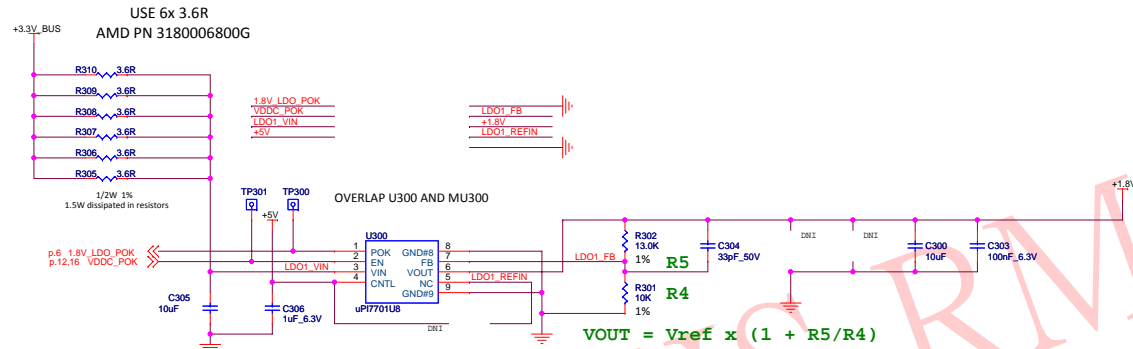 USE 6x 3.6R
AMD PN 3180006800G
+3.3V_BUS
R310 3.6R
R309 3.6R
R308 3.6R
R307 3.6R
R306 3.6R
R305 3.6R
1/2W 1%
1.5W dissipated in resistors
1.8V_LDO_POK
VDDC_POK
LDO1_VIN
+5V
LDO1_FB
+1.8V
LDO1_REFIN
OVERLAP U300 AND MU300
TP301
TP300
+5V
+1.8V
p.6 1.8V_LDO_POK
p.12,16 VDDC_POK
LDO1_VIN
U300
1 POK GND#8 8
2 EN FB 7
3 VIN VOUT 6
4 CNTL NC 5
GND#9 9
uPI7701U8
LDO1_FB
LDO1_REFIN
DNI
R302
13.0K
1%
R5
R301
10K
1%
R4
C304
33pF_50V
DNI
DNI
C300
10uF
C303
100nF_6.3V
C305
10uF
C306
1uF_6.3V
VOUT = Vref x (1 + R5/R4)